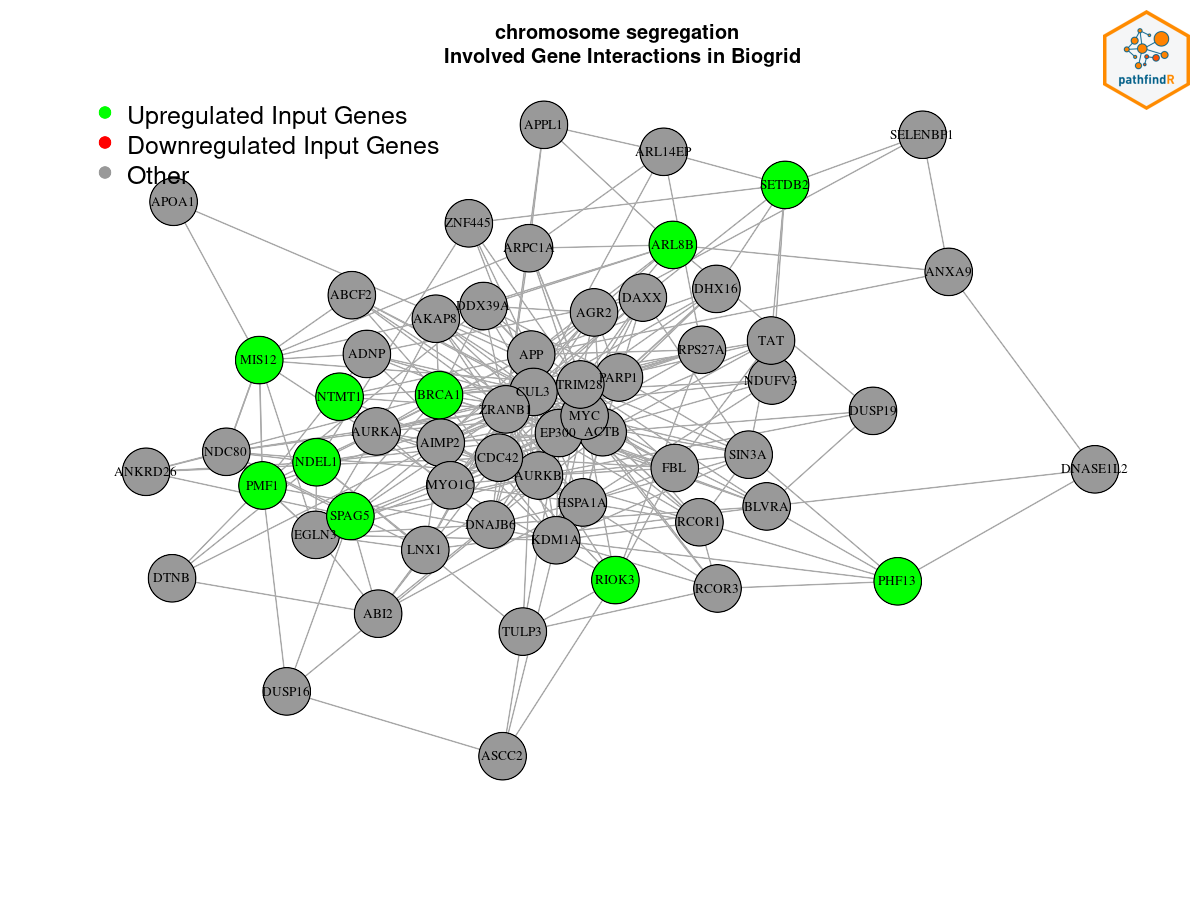 chromosome segregation
Involved Gene Interactions in Biogrid
pathfindR
Upregulated Input Genes
Downregulated Input Genes
Other
APPL1
SELENBP1
ARL14EP
SETDB2
APOA1
ZNF445
ARPC1A
ARL8B
ANXA9
ABCF2
DDX39A
DAXX
DHX16
AKAP8
AGR2
MIS12
ADNP
APP
RPS27A
TAT
NTMT1
BRCA1
CUL3
TRIM28
PARP1
NDUFV3
ZRANB1
MYC
DUSP19
AURKA
AIMP2
EP300
ACTB
NDC80
NDEL1
CDC42
SIN3A
ANKRD26
FBL
DNASE1L2
PMF1
MYO1C
AURKB
HSPA1A
BLVRA
SPAG5
DNAJB6
RCOR1
EGLN3
LNX1
KDM1A
DTNB
RIOK3
RCOR3
PHF13
ABI2
TULP3
DUSP16
ASCC2